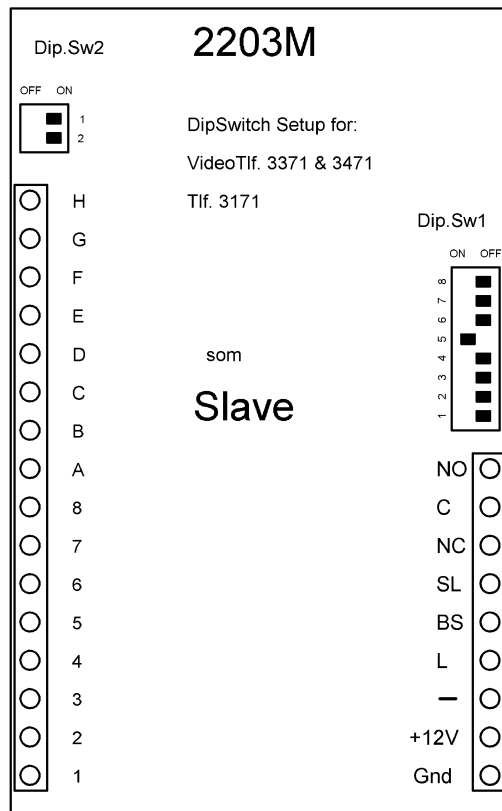 Dip.Sw2
2203M
OFF ON
1
2
DipSwitch Setup for:
VideoTlf. 3371 & 3471
Tlf. 3171
H
G
F
E
D
C
B
A
8
7
6
5
4
3
2
1
som
Slave
Dip.Sw1
ON OFF
8
7
6
5
4
3
2
1
NO
C
NC
SL
BS
L
–
+12V
Gnd